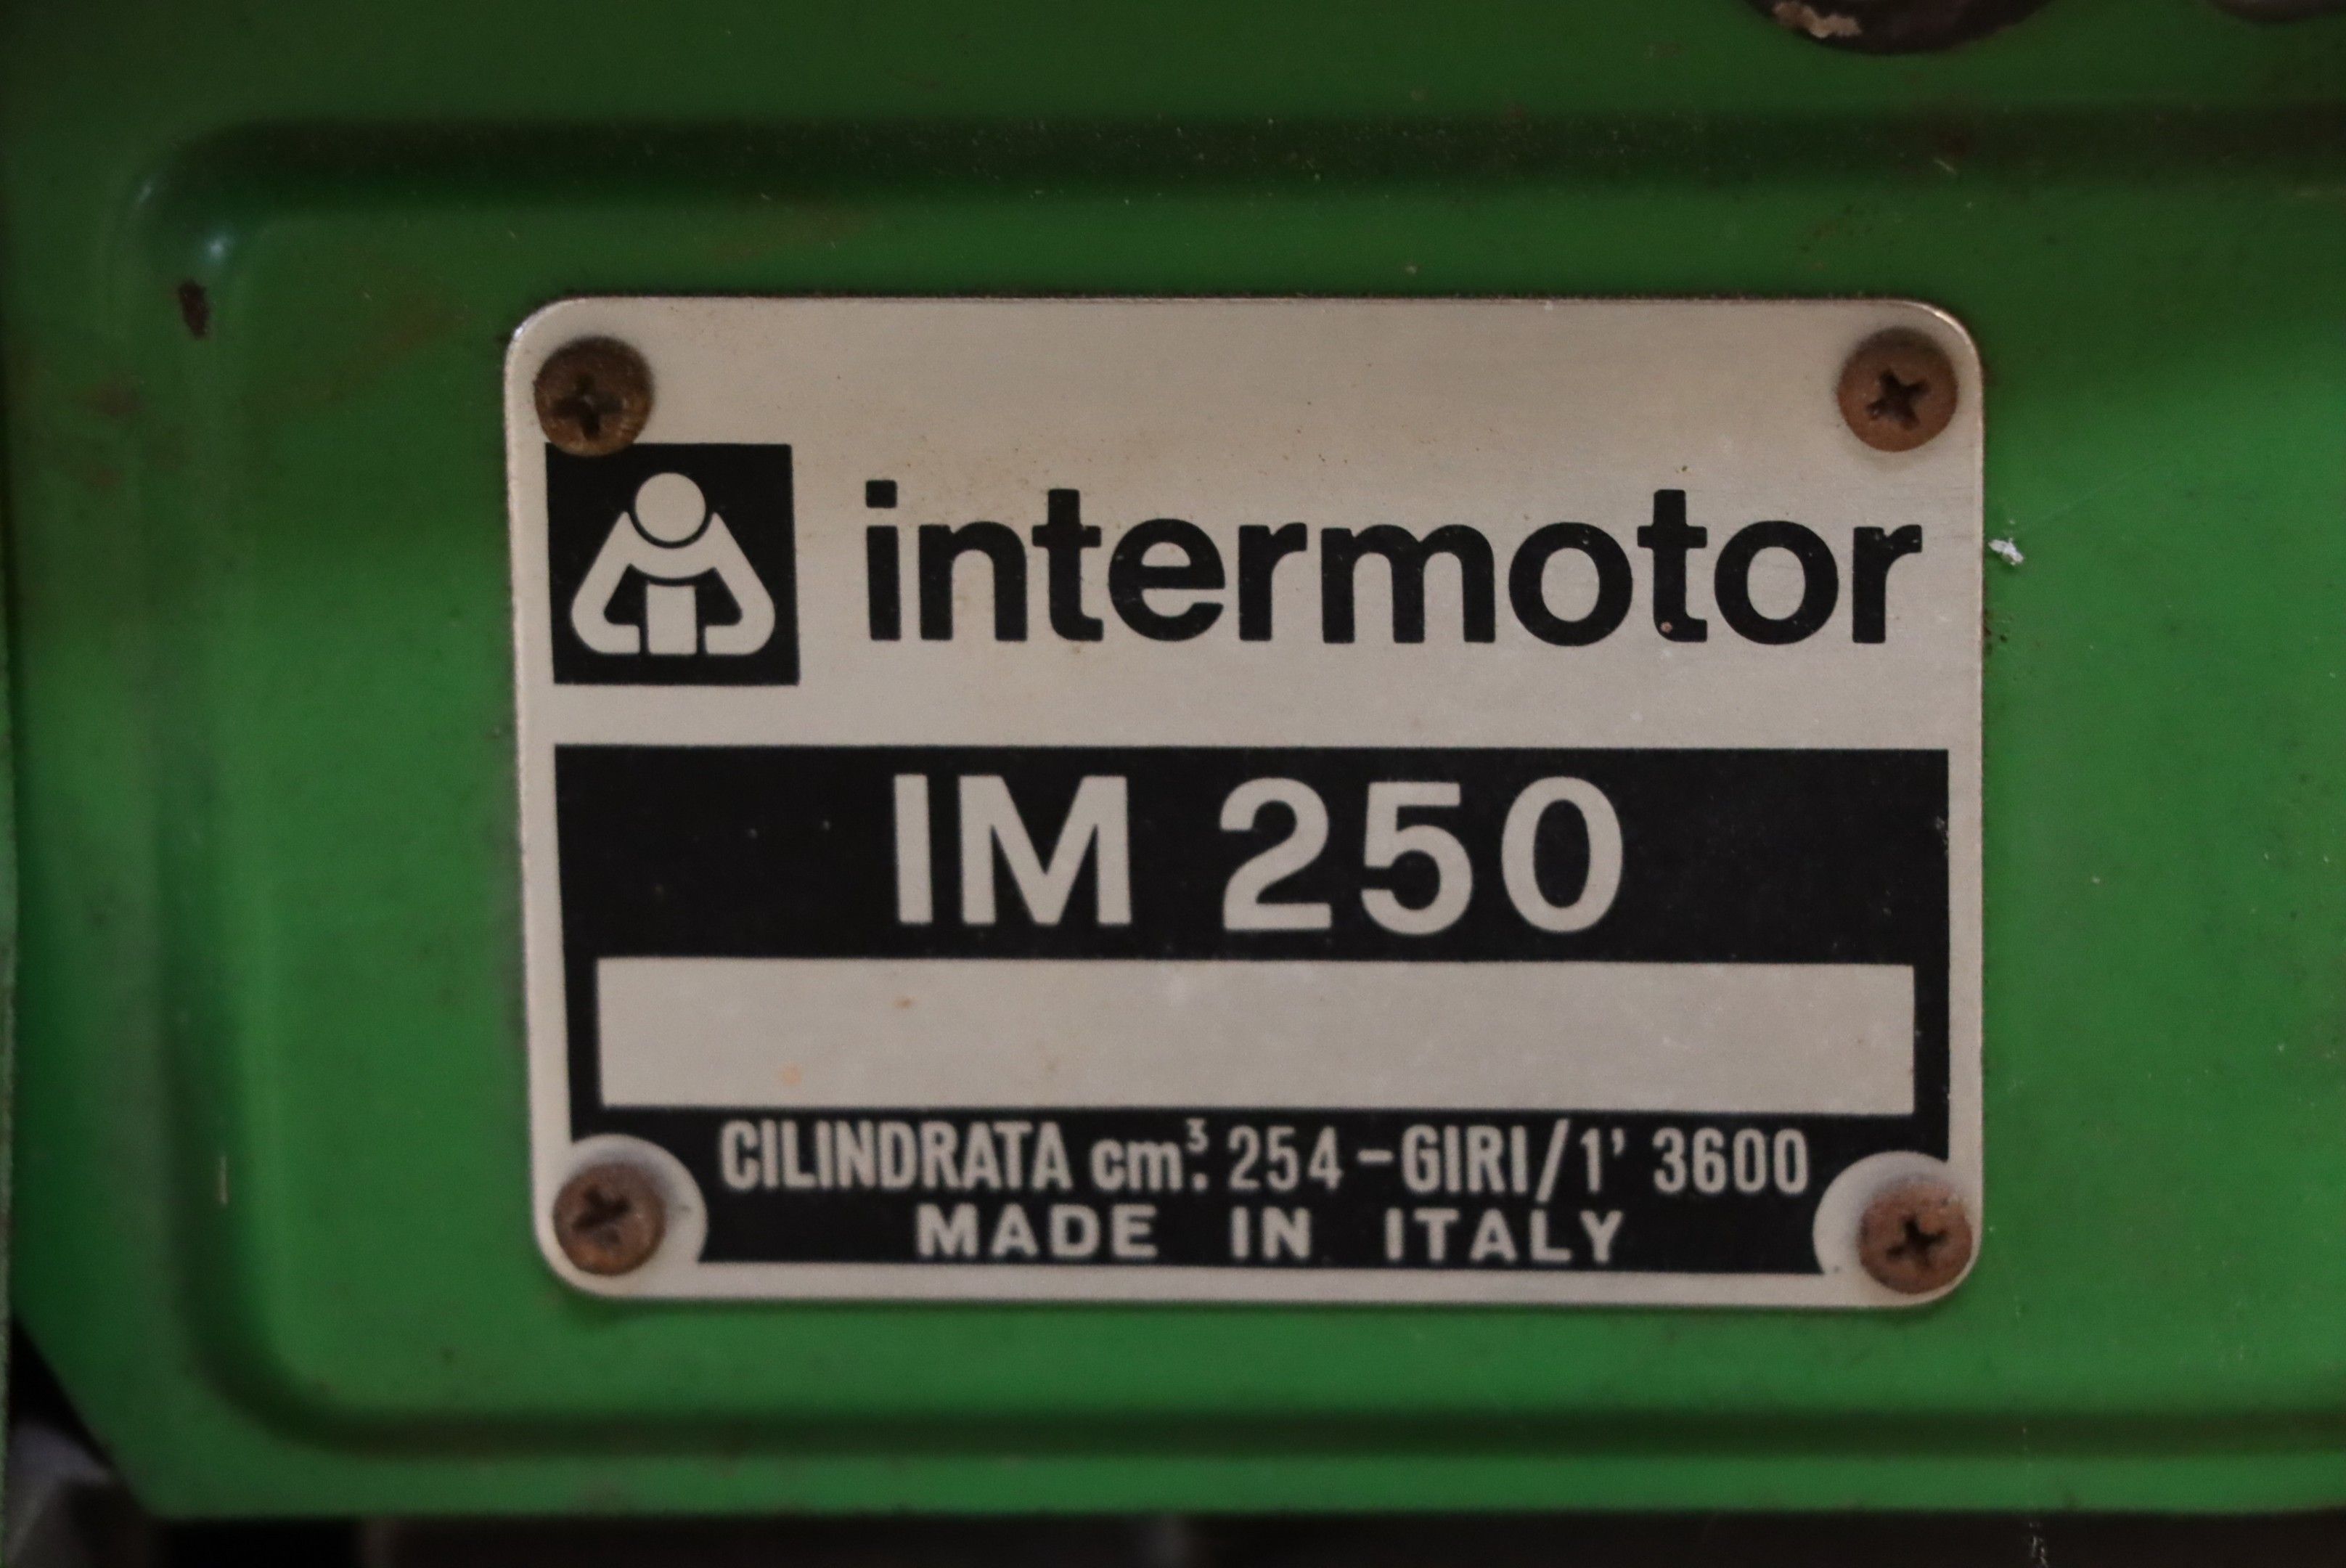 intermotor
IM 250
CILINDRATA cm³. 254-GIRI/1' 3600
MADE IN ITALY